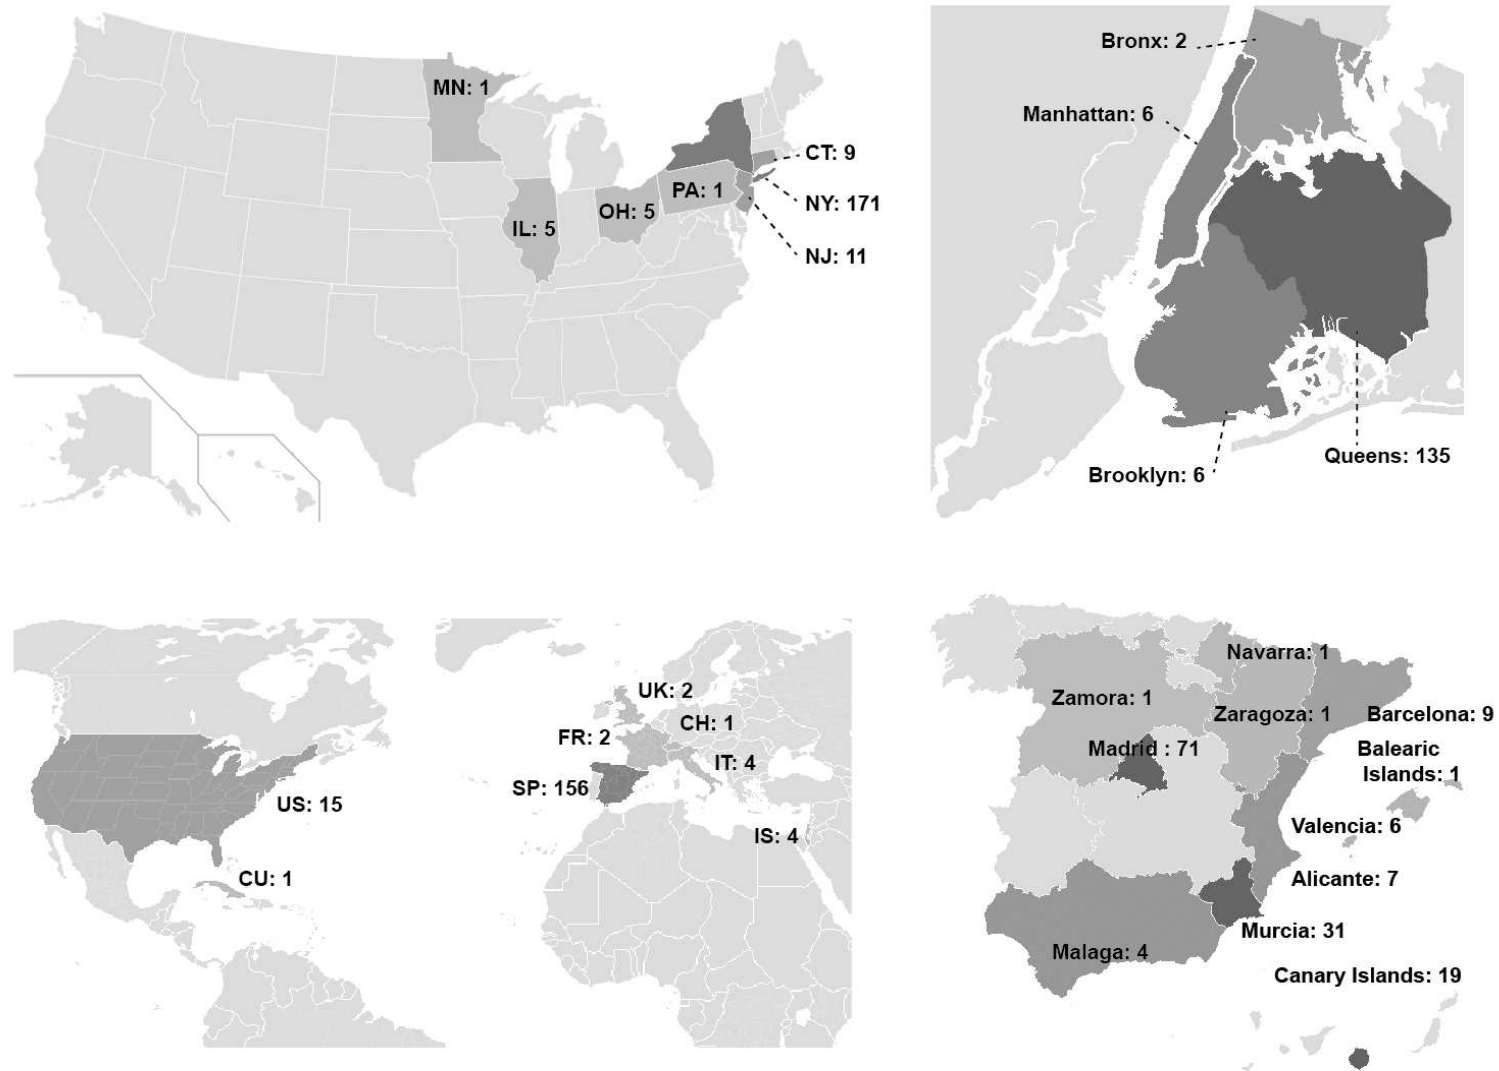 MN: 1
CT: 9
PA: 1
NY: 171
OH: 5
IL: 5
NJ: 11
Bronx: 2
Manhattan: 6
Queens: 135
Brooklyn: 6
UK: 2
CH: 1
FR: 2
IT: 4
SP: 156
US: 15
IS: 4
CU: 1
Navarra: 1
Zamora: 1
Zaragoza: 1
Barcelona: 9
Madrid : 71
Balearic
Islands: 1
Valencia: 6
Alicante: 7
Murcia: 31
Malaga: 4
Canary Islands: 19